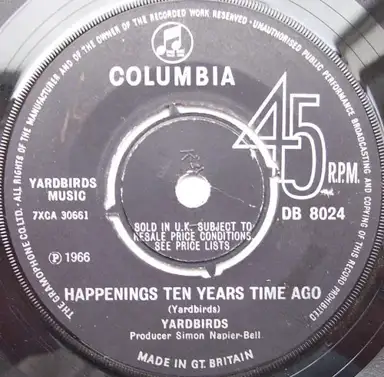 THE GRAMOPHONE CO. LTD. - ALL RIGHTS OF THE MANUFACTURER AND OF THE OWNER OF THE RECORDED WORK RESERVED - UNAUTHORISED PUBLIC PERFORMANCE BROADCASTING AND COPYING OF THIS RECORD PROHIBITED
COLUMBIA
45 R.P.M.
YARDBIRDS
MUSIC
7XCA 30661
DB 8024
SOLD IN U.K. SUBJECT TO
RESALE PRICE CONDITIONS,
SEE PRICE LISTS
Ⓟ 1966
HAPPENINGS TEN YEARS TIME AGO
(Yardbirds)
YARDBIRDS
Producer Simon Napier-Bell
MADE IN GT. BRITAIN